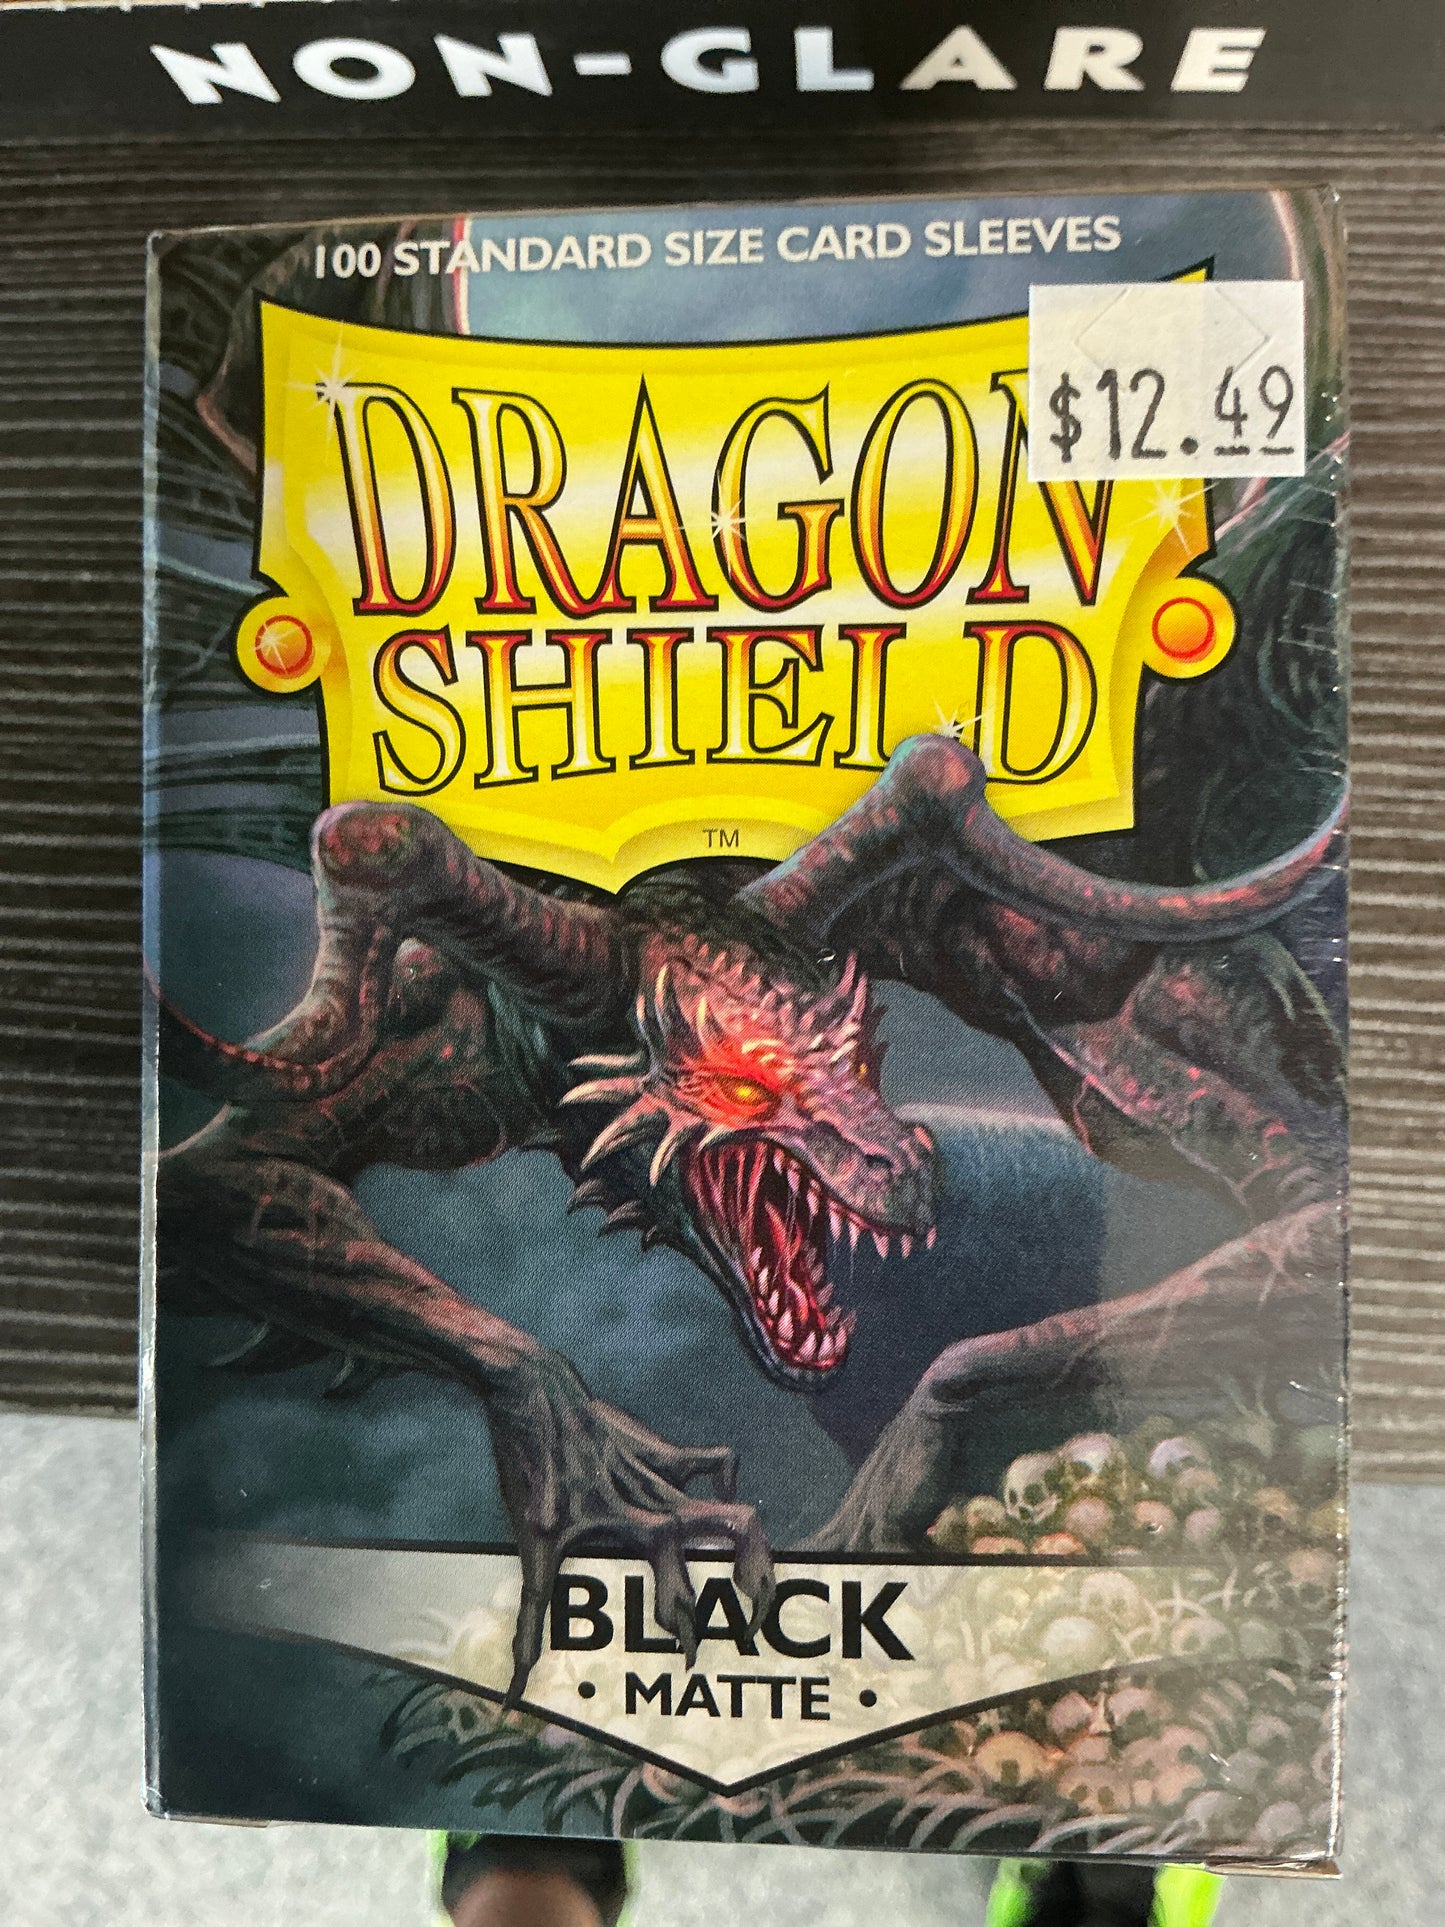 NON-GLARE
100 STANDARD SIZE CARD SLEEVES
$12.49
DRAGON
SHIELD
TM
BLACK
• MATTE •